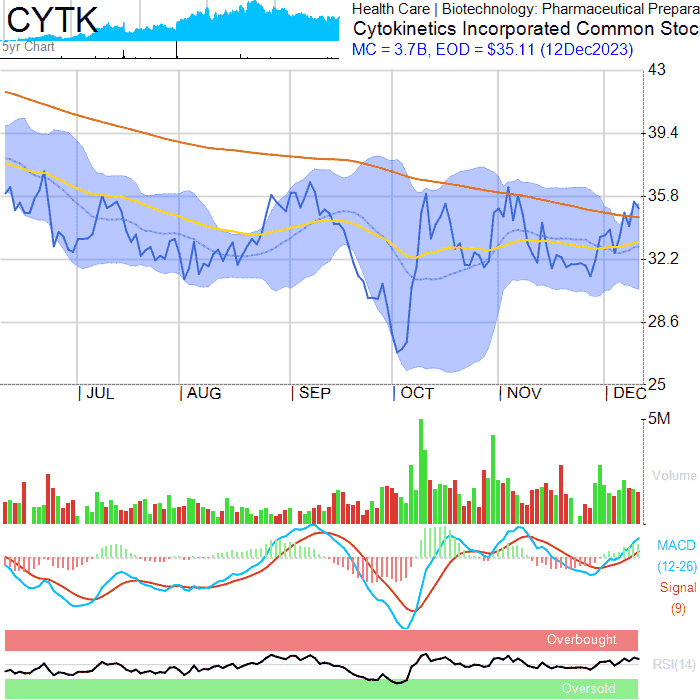 CYTK
5yr Chart
Health Care | Biotechnology: Pharmaceutical Prepara
Cytokinetics Incorporated Common Stoc
MC = 3.7B, EOD = $35.11 (12Dec2023)
43
39.4
35.8
32.2
28.6
25
| JUL | AUG | SEP | OCT | NOV | DEC
5M
Volume
MACD
(12-26)
Signal
(9)
Overbought
RSI(14)
Oversold